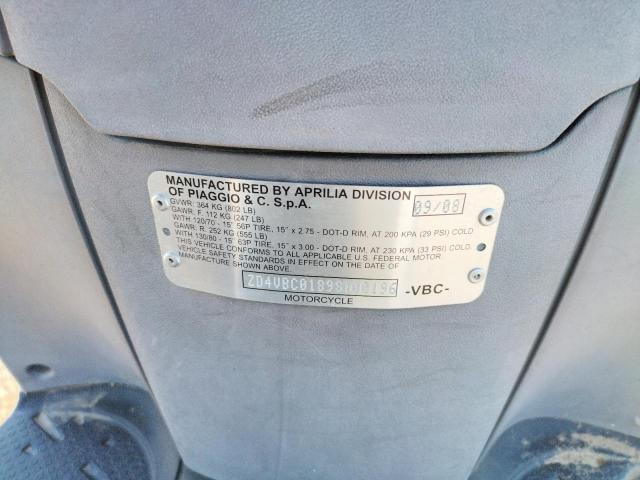 MANUFACTURED BY APRILIA DIVISION
OF PIAGGIO & C. S.p.A.
09/08
GVWR: 364 KG (802 LB)
GAWR: F. 112 KG (247 LB)
WITH 120/70 - 15" 56P TIRE, 15" x 2.75 - DOT-D RIM, AT 200 KPA (29 PSI) COLD
GAWR: R. 252 KG (555 LB)
WITH 130/80 - 15" 63P TIRE, 15" x 3.00 - DOT-D RIM, AT 230 KPA (33 PSI) COLD.
THIS VEHICLE CONFORMS TO ALL APPLICABLE U.S. FEDERAL MOTOR
VEHICLE SAFETY STANDARDS IN EFFECT ON THE DATE OF
MANUFACTURE SHOWN ABOVE.
-VBC-
MOTORCYCLE